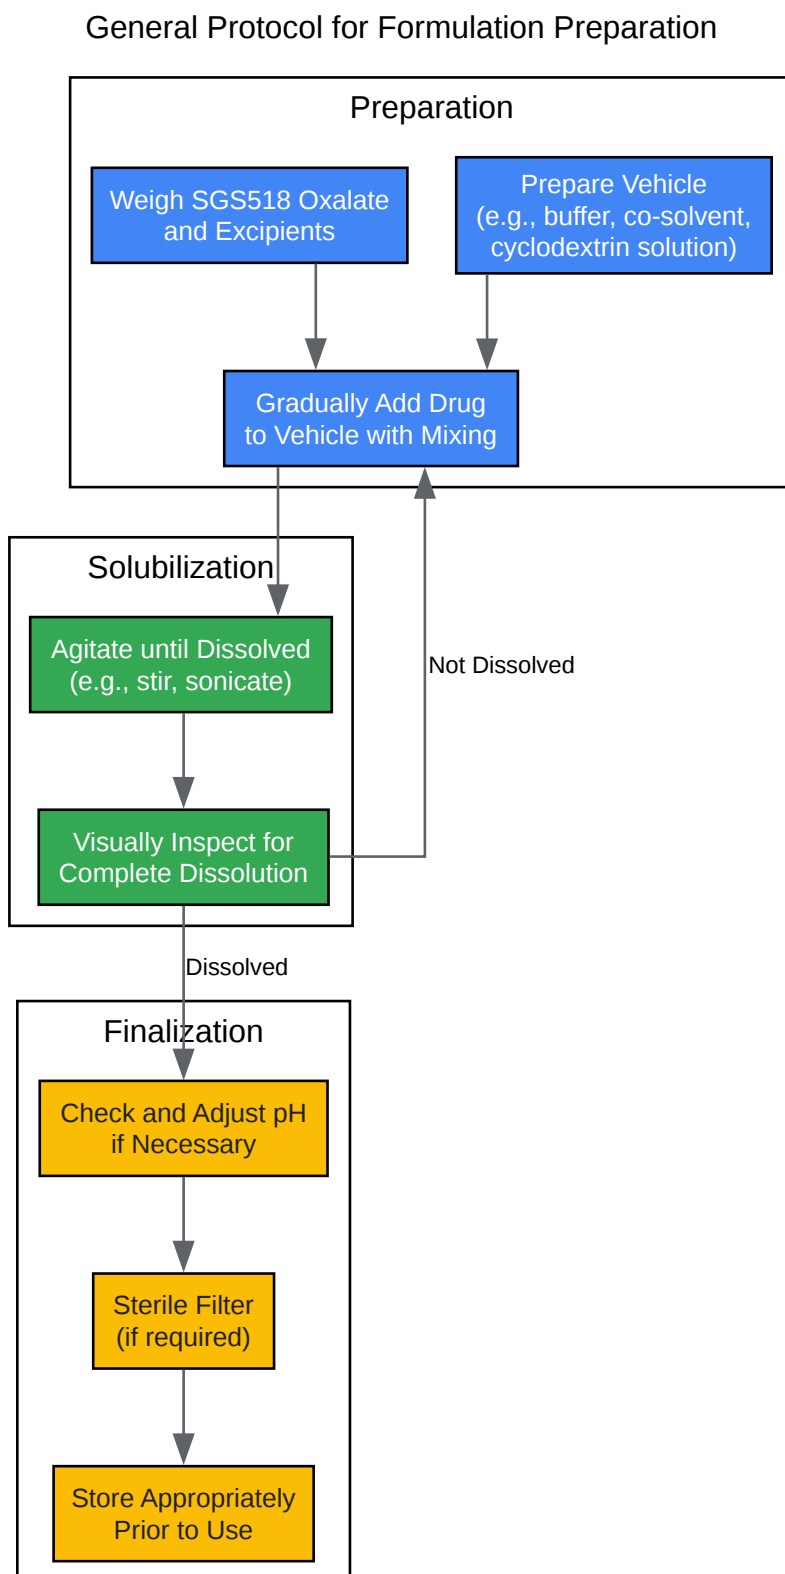 General Protocol for Formulation Preparation
Preparation
Weigh SGS518 Oxalate
and Excipients
Prepare Vehicle
(e.g., buffer, co-solvent,
cyclodextrin solution)
Gradually Add Drug
to Vehicle with Mixing
Solubilization
Agitate until Dissolved
(e.g., stir, sonicate)
Not Dissolved
Visually Inspect for
Complete Dissolution
Dissolved
Finalization
Check and Adjust pH
if Necessary
Sterile Filter
(if required)
Store Appropriately
Prior to Use